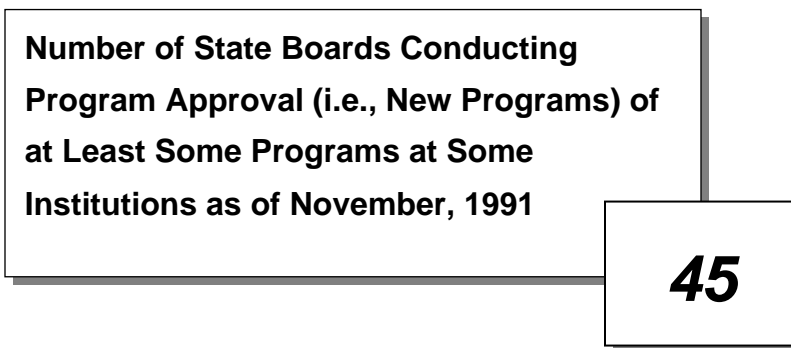 Number of State Boards Conducting
Program Approval (i.e., New Programs) of
at Least Some Programs at Some
Institutions as of November, 1991
45